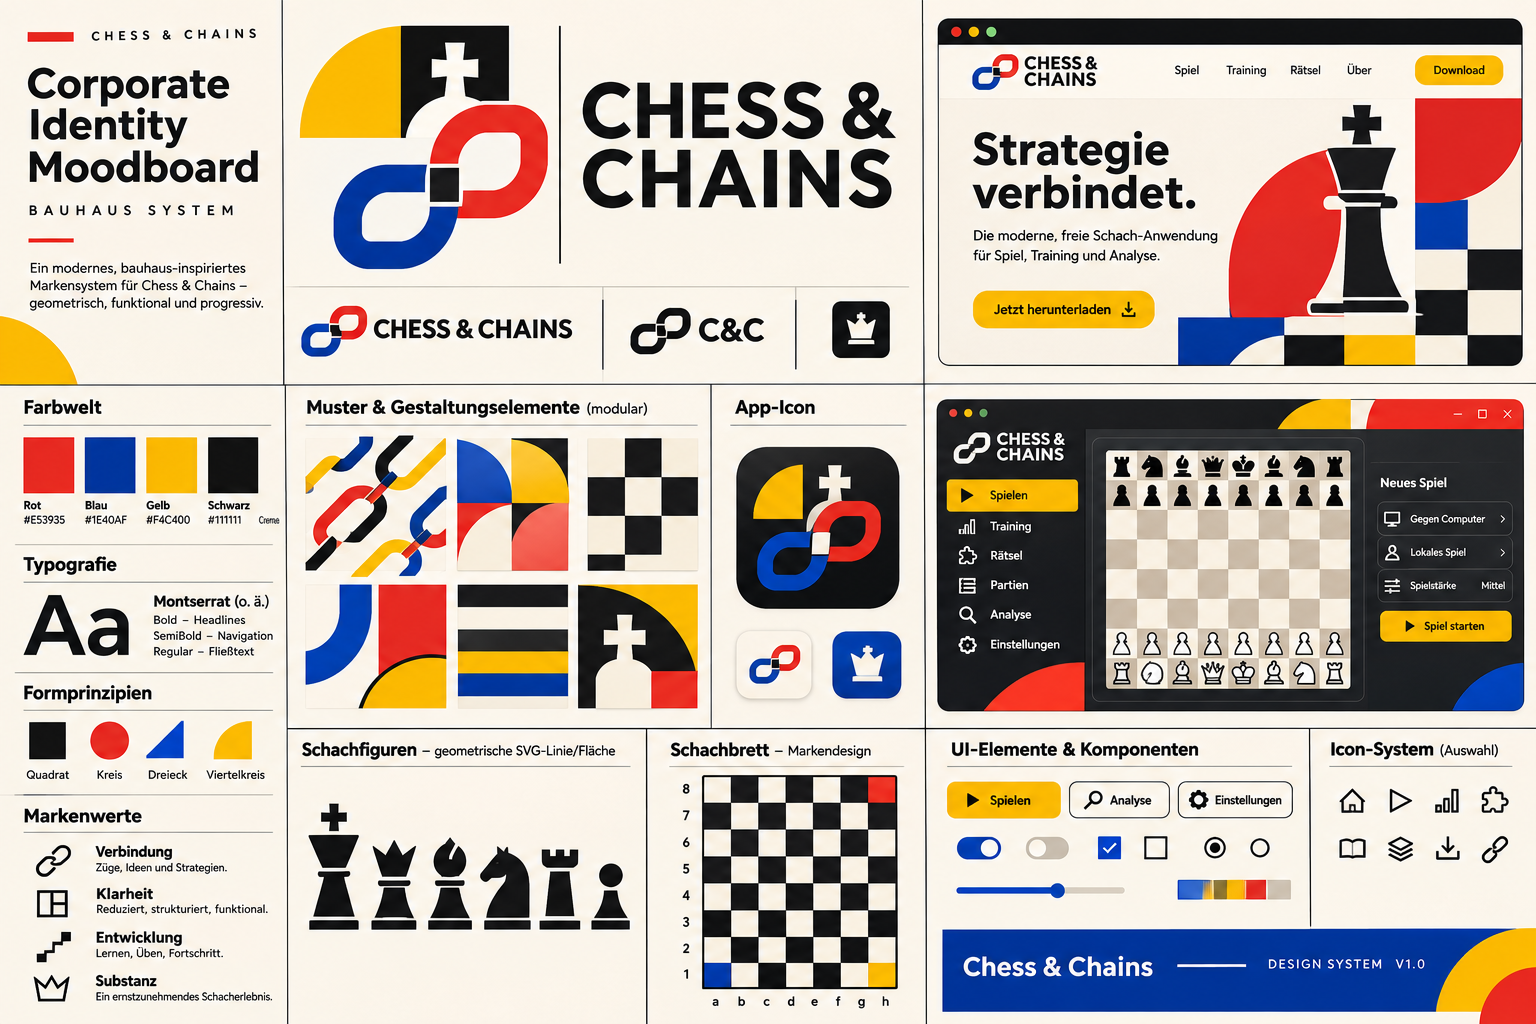 CHESS & CHAINS
Corporate
Identity
Moodboard
BAUHAUS SYSTEM
Ein modernes, bauhaus-inspiriertes
Markensystem für Chess & Chains –
geometrisch, funktional und progressiv.
CHESS &
CHAINS
CHESS & CHAINS
C&C
CHESS &
CHAINS
Spiel Training Rätsel Über
Download
Strategie
verbindet.
Die moderne, freie Schach-Anwendung
für Spiel, Training und Analyse.
Jetzt herunterladen
Farbwelt
Rot Blau Gelb Schwarz
#E53935 #1E40AF #F4C400 #111111 Creme
Typografie
Aa
Montserrat (o. ä.)
Bold – Headlines
SemiBold – Navigation
Regular – Fließtext
Formprinzipien
Quadrat Kreis Dreieck Viertelkreis
Markenwerte
Verbindung
Züge, Ideen und Strategien.
Klarheit
Reduziert, strukturiert, funktional.
Entwicklung
Lernen, Üben, Fortschritt.
Substanz
Ein ernstzunehmendes Schacherlebnis.
Muster & Gestaltungselemente (modular)
App-Icon
CHESS &
CHAINS
Spielen
Training
Rätsel
Partien
Analyse
Einstellungen
Neues Spiel
Gegen Computer
Lokales Spiel
Spielstärke Mittel
Spiel starten
Schachfiguren – geometrische SVG-Linie/Fläche
Schachbrett – Markendesign
8
7
6
5
4
3
2
1
a b c d e f g h
UI-Elemente & Komponenten
Spielen
Analyse
Einstellungen
Icon-System (Auswahl)
Chess & Chains
DESIGN SYSTEM V1.0